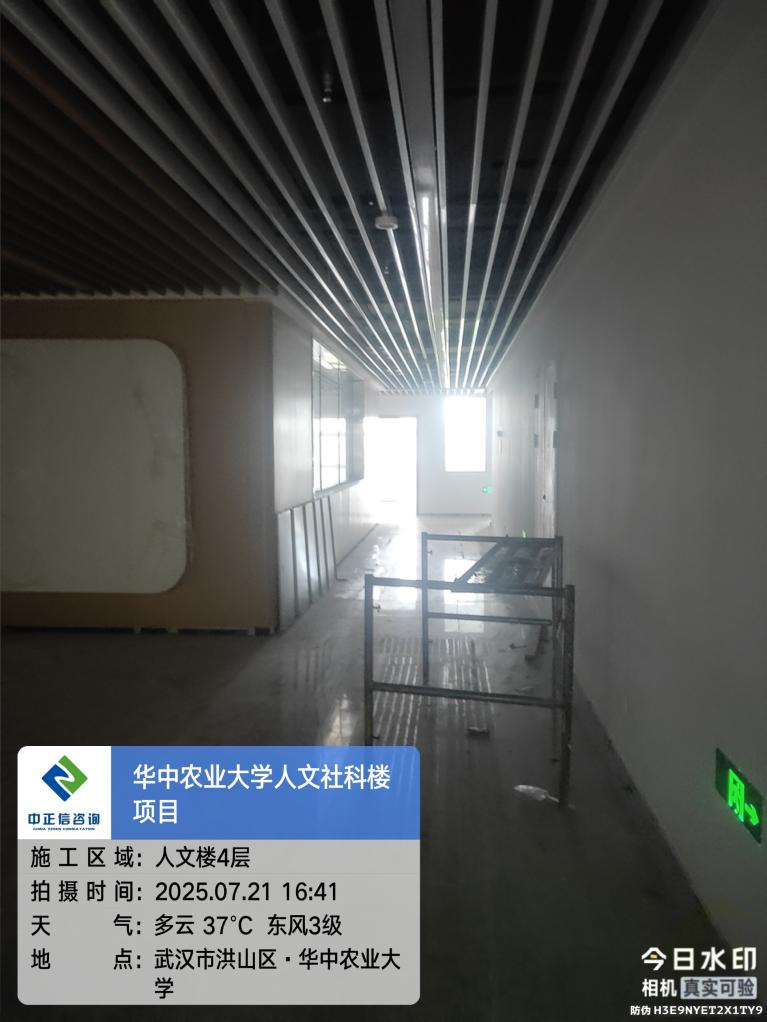 中正信咨询
华中农业大学人文社科楼
项目
施工区域：人文楼4层
拍摄时间：2025.07.21 16:41
天气：多云 37°C 东风3级
地点：武汉市洪山区·华中农业大
学
今日水印
相机 真实可验
防伪 H3E9NYET2X1TY9